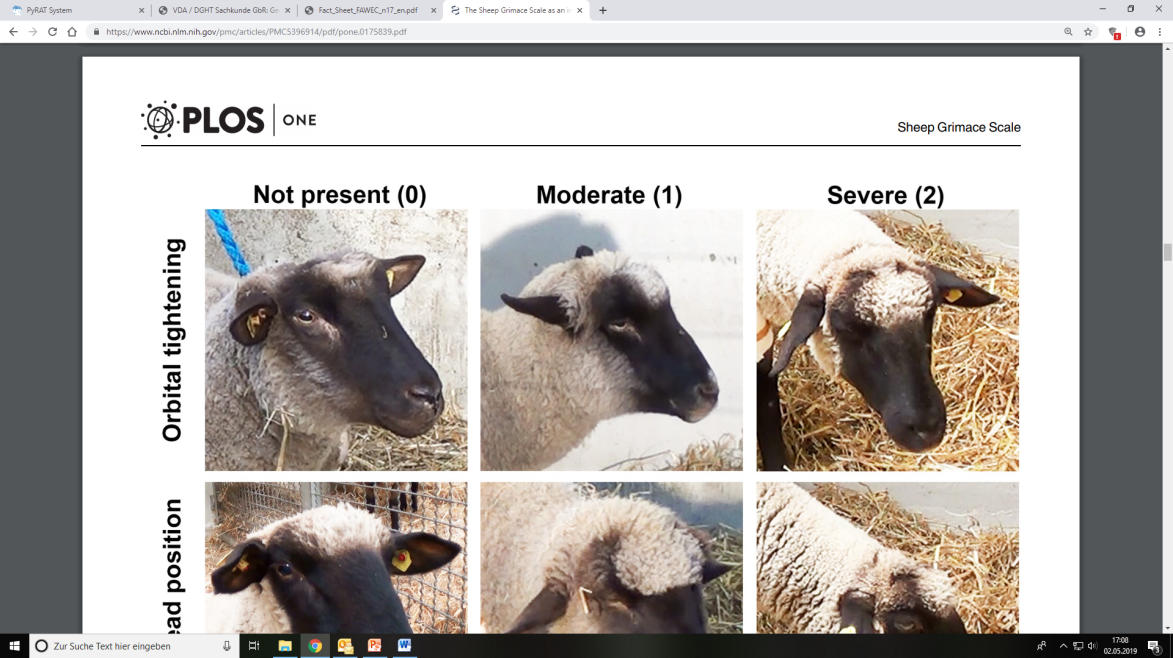 PyRAT System
VDA / DGHT Sachkunde GbR: Ge
Fact_Sheet_FAWEC_n17_en.pdf
The Sheep Grimace Scale as an in
https://www.ncbi.nlm.nih.gov/pmc/articles/PMC5396914/pdf/pone.0175839.pdf
PLOS ONE
Sheep Grimace Scale
Not present (0) Moderate (1) Severe (2)
Orbital tightening
ead position
Zur Suche Text hier eingeben
17:08
02.05.2019